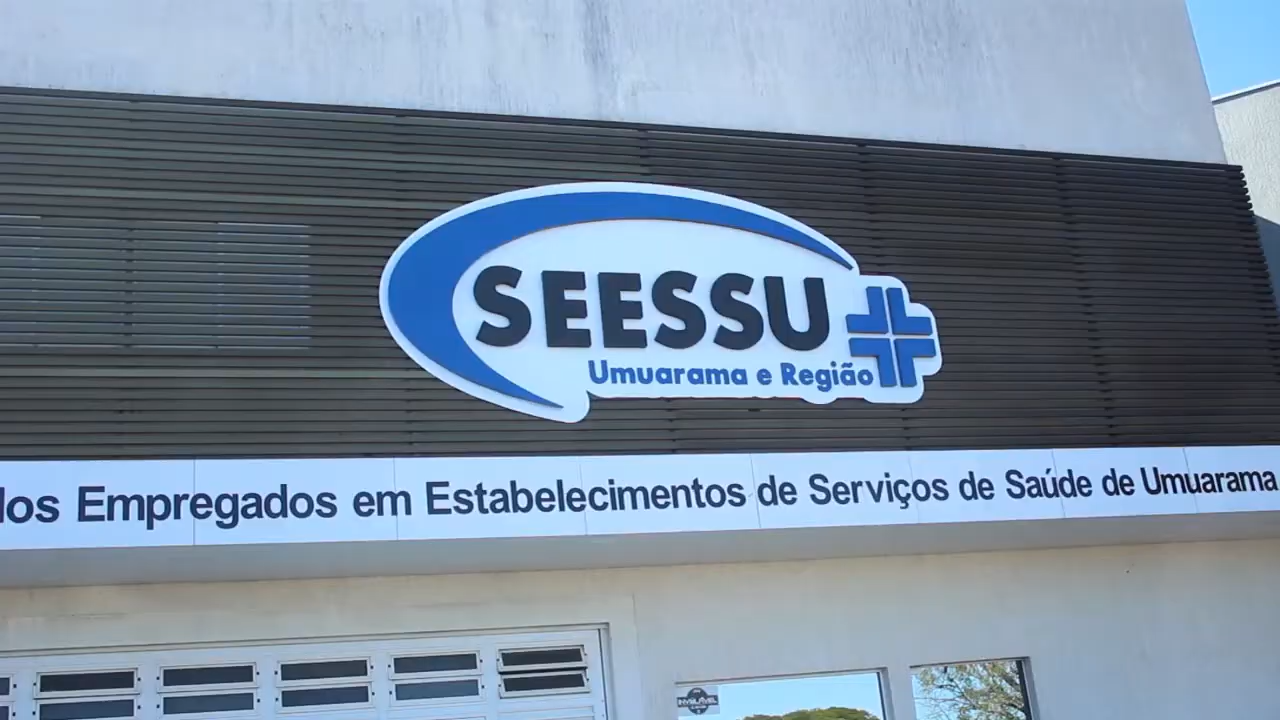 SEESSU
Umuarama e Região
dos Empregados em Estabelecimentos de Serviços de Saúde de Umuarama